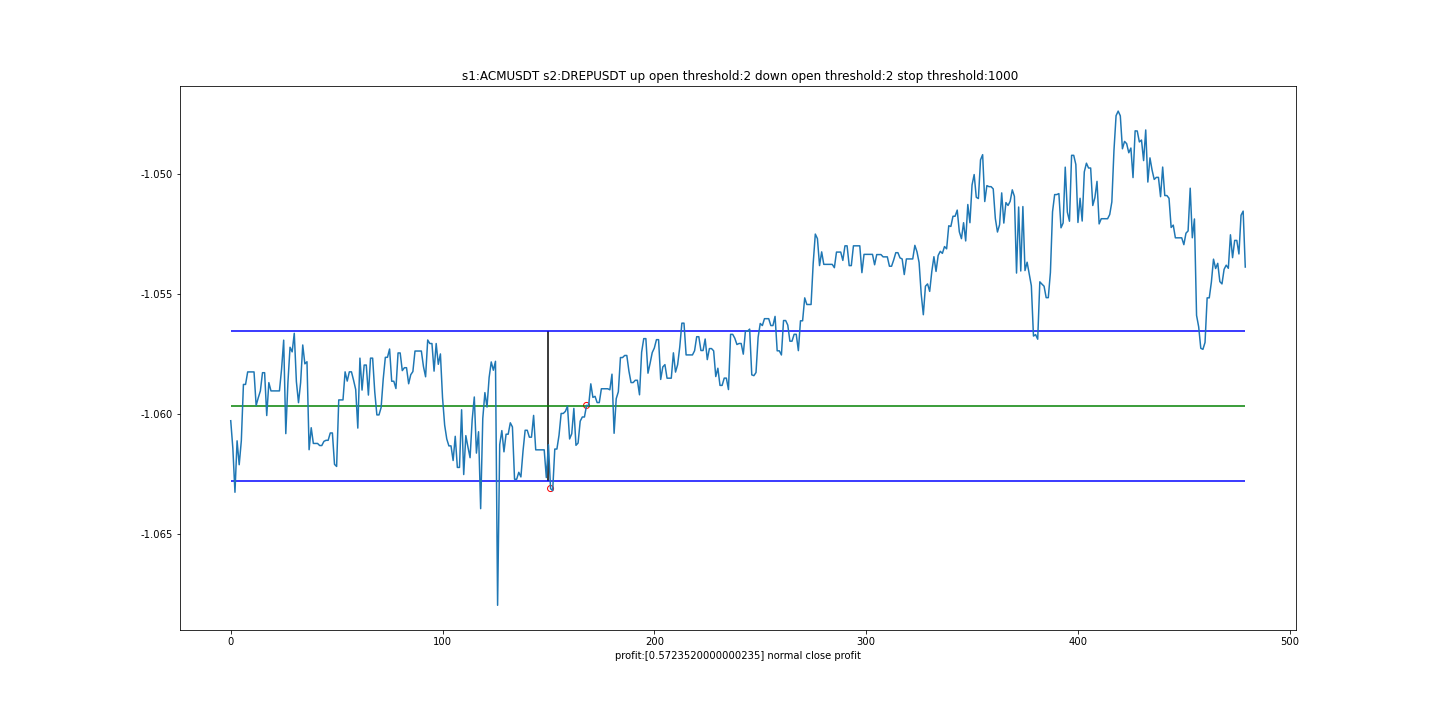 s1:ACMUSDT s2:DREPUSDT up open threshold:2 down open threshold:2 stop threshold:1000
-1.050
-1.055
-1.060
-1.065
0 100 200 300 400 500
profit:[0.5723520000000235] normal close profit